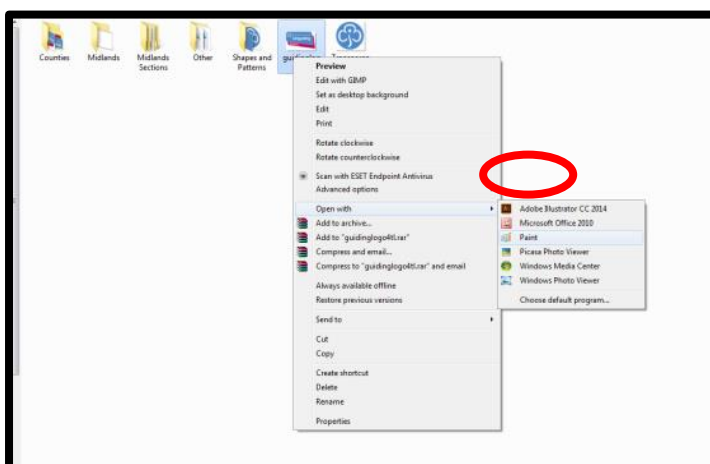 Counties
Midlands
Midlands
Sections
Other
Shapes and
Patterns
Preview
Edit with GIMP
Set as desktop background
Edit
Print
Rotate clockwise
Rotate counterclockwise
Scan with ESET Endpoint Antivirus
Advanced options
Open with
Add to archive...
Add to "guidinglogo4tl.rar"
Compress and email...
Compress to "guidinglogo4tl.rar" and email
Always available offline
Restore previous versions
Send to
Cut
Copy
Create shortcut
Delete
Rename
Properties
Adobe Illustrator CC 2014
Microsoft Office 2010
Paint
Picasa Photo Viewer
Windows Media Center
Windows Photo Viewer
Choose default program...